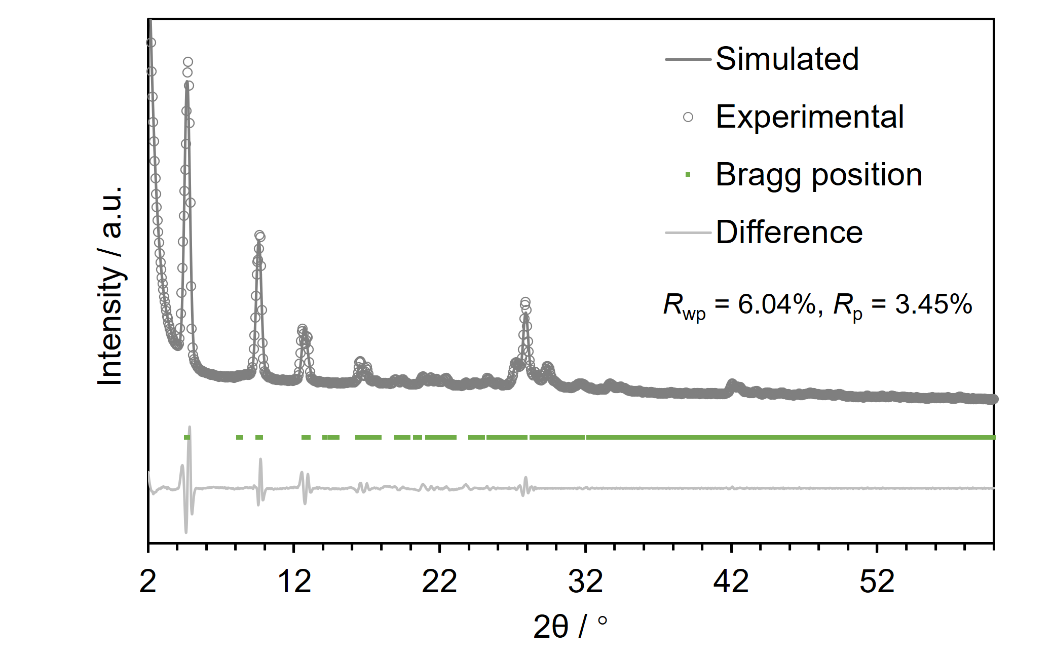 Simulated
Experimental
Bragg position
Difference
Rwp = 6.04%, Rp = 3.45%
Intensity / a.u.
2 12 22 32 42 52
2θ / °